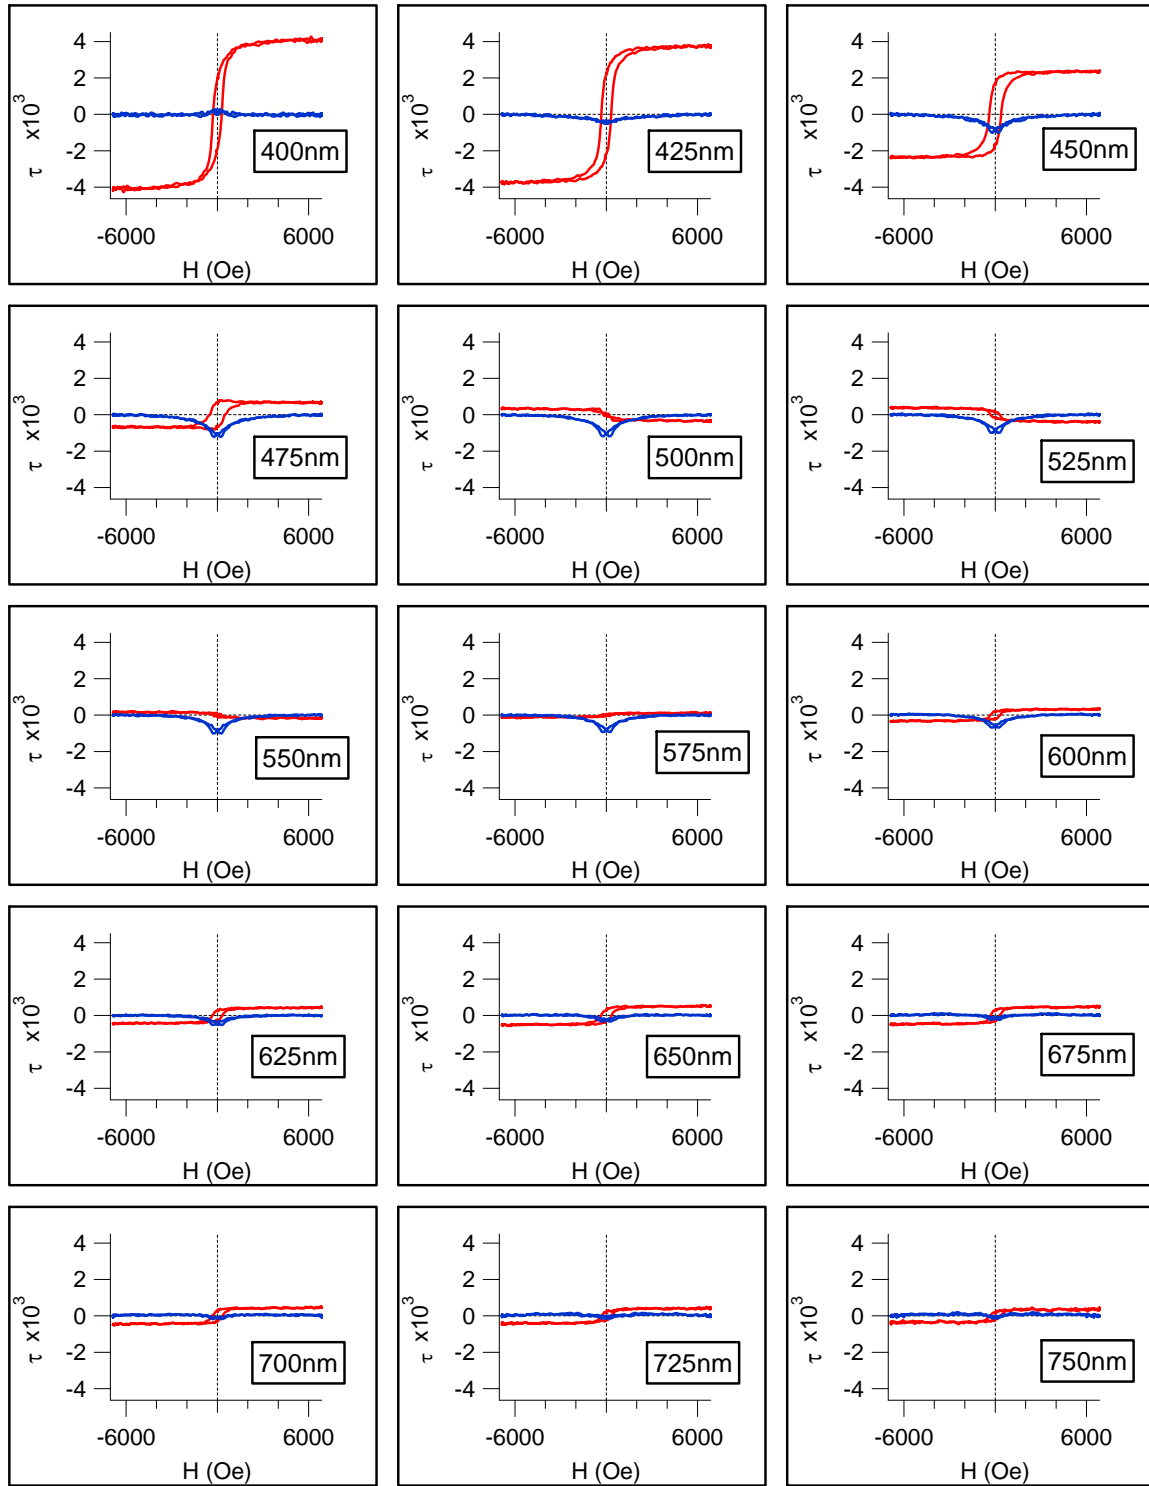 4
2
0
-2
-4
τ x10³
-6000 6000
H (Oe)
400nm
4
2
0
-2
-4
τ x10³
-6000 6000
H (Oe)
425nm
4
2
0
-2
-4
τ x10³
-6000 6000
H (Oe)
450nm
4
2
0
-2
-4
τ x10³
-6000 6000
H (Oe)
475nm
4
2
0
-2
-4
τ x10³
-6000 6000
H (Oe)
500nm
4
2
0
-2
-4
τ x10³
-6000 6000
H (Oe)
525nm
4
2
0
-2
-4
τ x10³
-6000 6000
H (Oe)
550nm
4
2
0
-2
-4
τ x10³
-6000 6000
H (Oe)
575nm
4
2
0
-2
-4
τ x10³
-6000 6000
H (Oe)
600nm
4
2
0
-2
-4
τ x10³
-6000 6000
H (Oe)
625nm
4
2
0
-2
-4
τ x10³
-6000 6000
H (Oe)
650nm
4
2
0
-2
-4
τ x10³
-6000 6000
H (Oe)
675nm
4
2
0
-2
-4
τ x10³
-6000 6000
H (Oe)
700nm
4
2
0
-2
-4
τ x10³
-6000 6000
H (Oe)
725nm
4
2
0
-2
-4
τ x10³
-6000 6000
H (Oe)
750nm